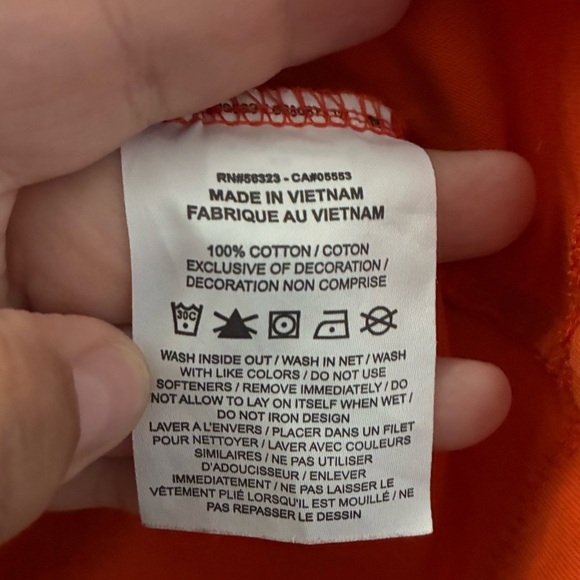 RN#56323 - CA#05553
MADE IN VIETNAM
FABRIQUE AU VIETNAM
100% COTTON / COTON
EXCLUSIVE OF DECORATION /
DECORATION NON COMPRISE
30C
WASH INSIDE OUT / WASH IN NET / WASH
WITH LIKE COLORS / DO NOT USE
SOFTENERS / REMOVE IMMEDIATELY / DO
NOT ALLOW TO LAY ON ITSELF WHEN WET /
DO NOT IRON DESIGN
LAVER A L'ENVERS / PLACER DANS UN FILET
POUR NETTOYER / LAVER AVEC COULEURS
SIMILAIRES / NE PAS UTILISER
D'ADOUCISSEUR / ENLEVER
IMMEDIATEMENT / NE PAS LAISSER LE
VÊTEMENT PLIÉ LORSQU'IL EST MOUILLÉ / NE
PAS REPASSER LE DESSIN